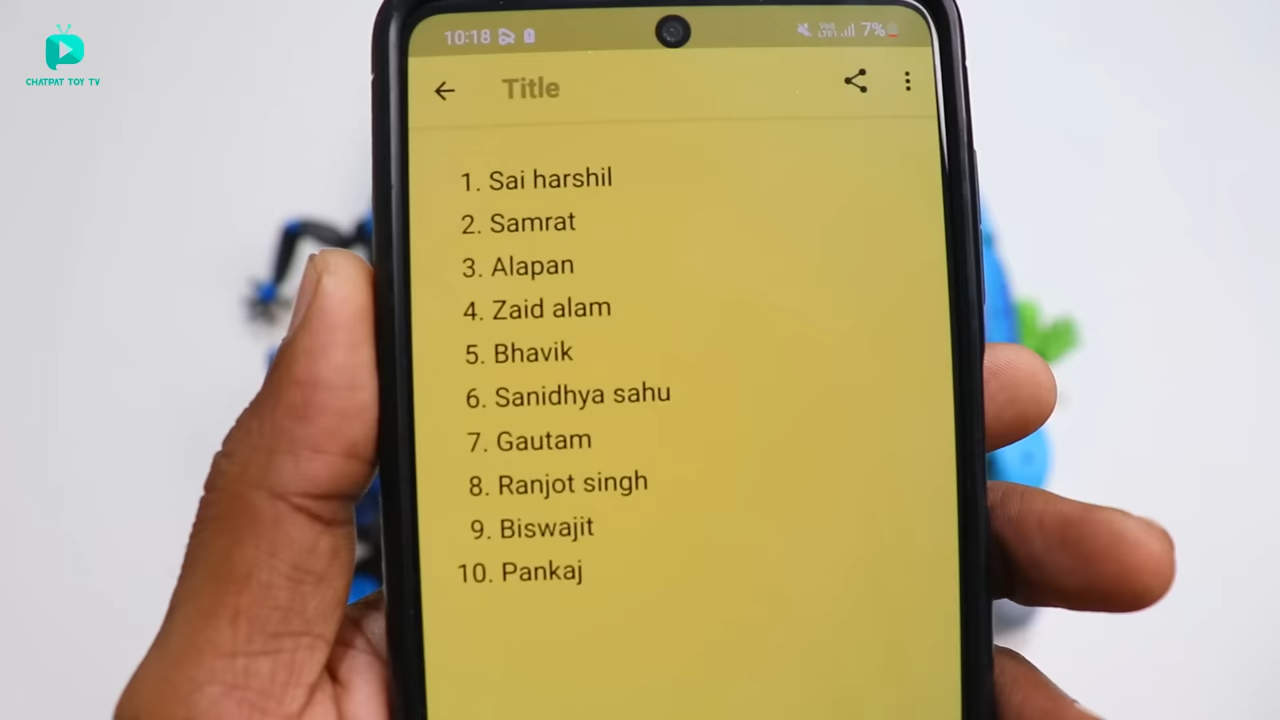 CHATPAT TOY TV
10:18 7%
Title
1. Sai harshil
2. Samrat
3. Alapan
4. Zaid alam
5. Bhavik
6. Sanidhya sahu
7. Gautam
8. Ranjot singh
9. Biswajit
10. Pankaj